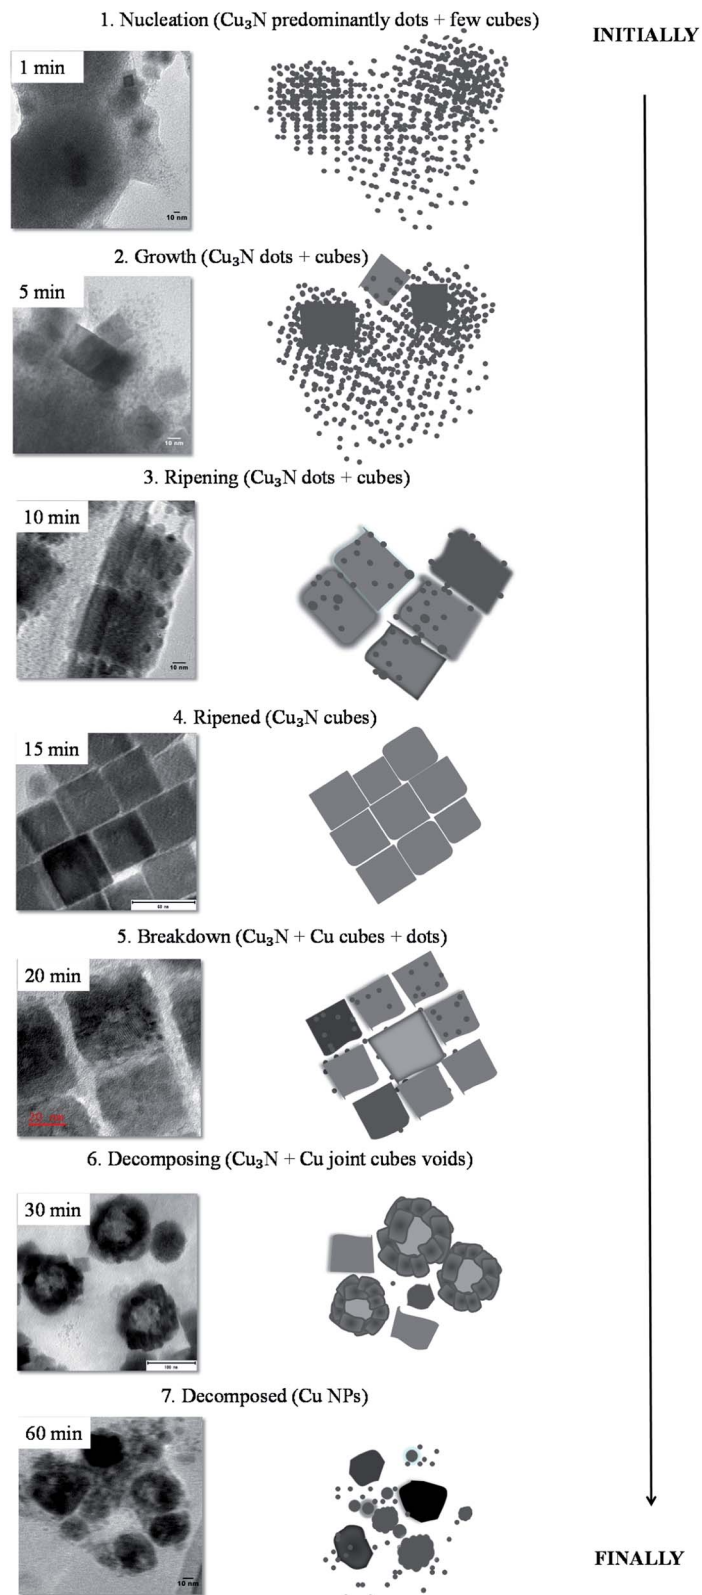 1. Nucleation (Cu₃N predominantly dots + few cubes)
INITIALLY
1 min
10 nm
2. Growth (Cu₃N dots + cubes)
5 min
10 nm
3. Ripening (Cu₃N dots + cubes)
10 min
10 nm
4. Ripened (Cu₃N cubes)
15 min
5. Breakdown (Cu₃N + Cu cubes + dots)
20 min
20 nm
6. Decomposing (Cu₃N + Cu joint cubes voids)
30 min
100 nm
7. Decomposed (Cu NPs)
60 min
10 nm
FINALLY